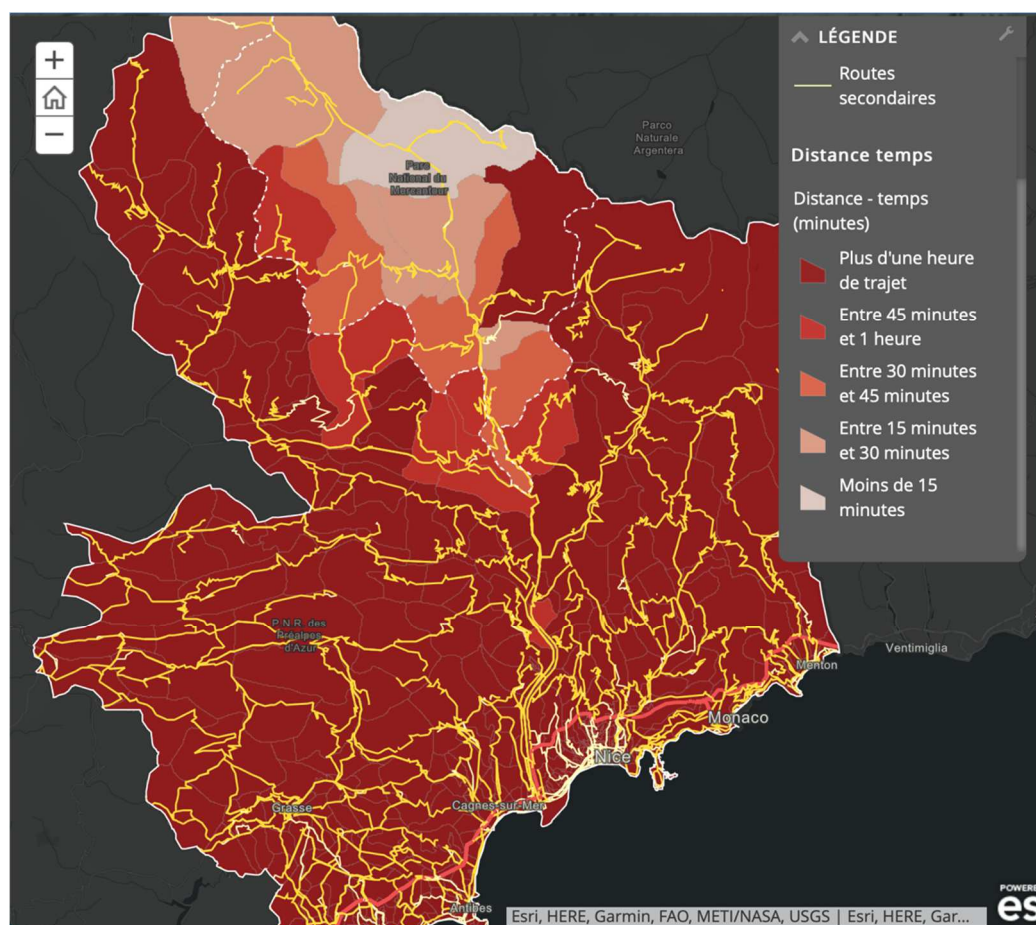 +
−
LÉGENDE
Routes
secondaires
Distance temps
Distance - temps
(minutes)
Plus d'une heure
de trajet
Entre 45 minutes
et 1 heure
Entre 30 minutes
et 45 minutes
Entre 15 minutes
et 30 minutes
Moins de 15
minutes
Parco
Naturale
Argentera
Parc
National du
Mercantour
P.N.R. des
Préalpes
d'Azur
Ventimiglia
Menton
Monaco
Nice
Grasse
Cagnes-sur-Mer
Antibes
Esri, HERE, Garmin, FAO, METI/NASA, USGS | Esri, HERE, Gar...
POWERE
es